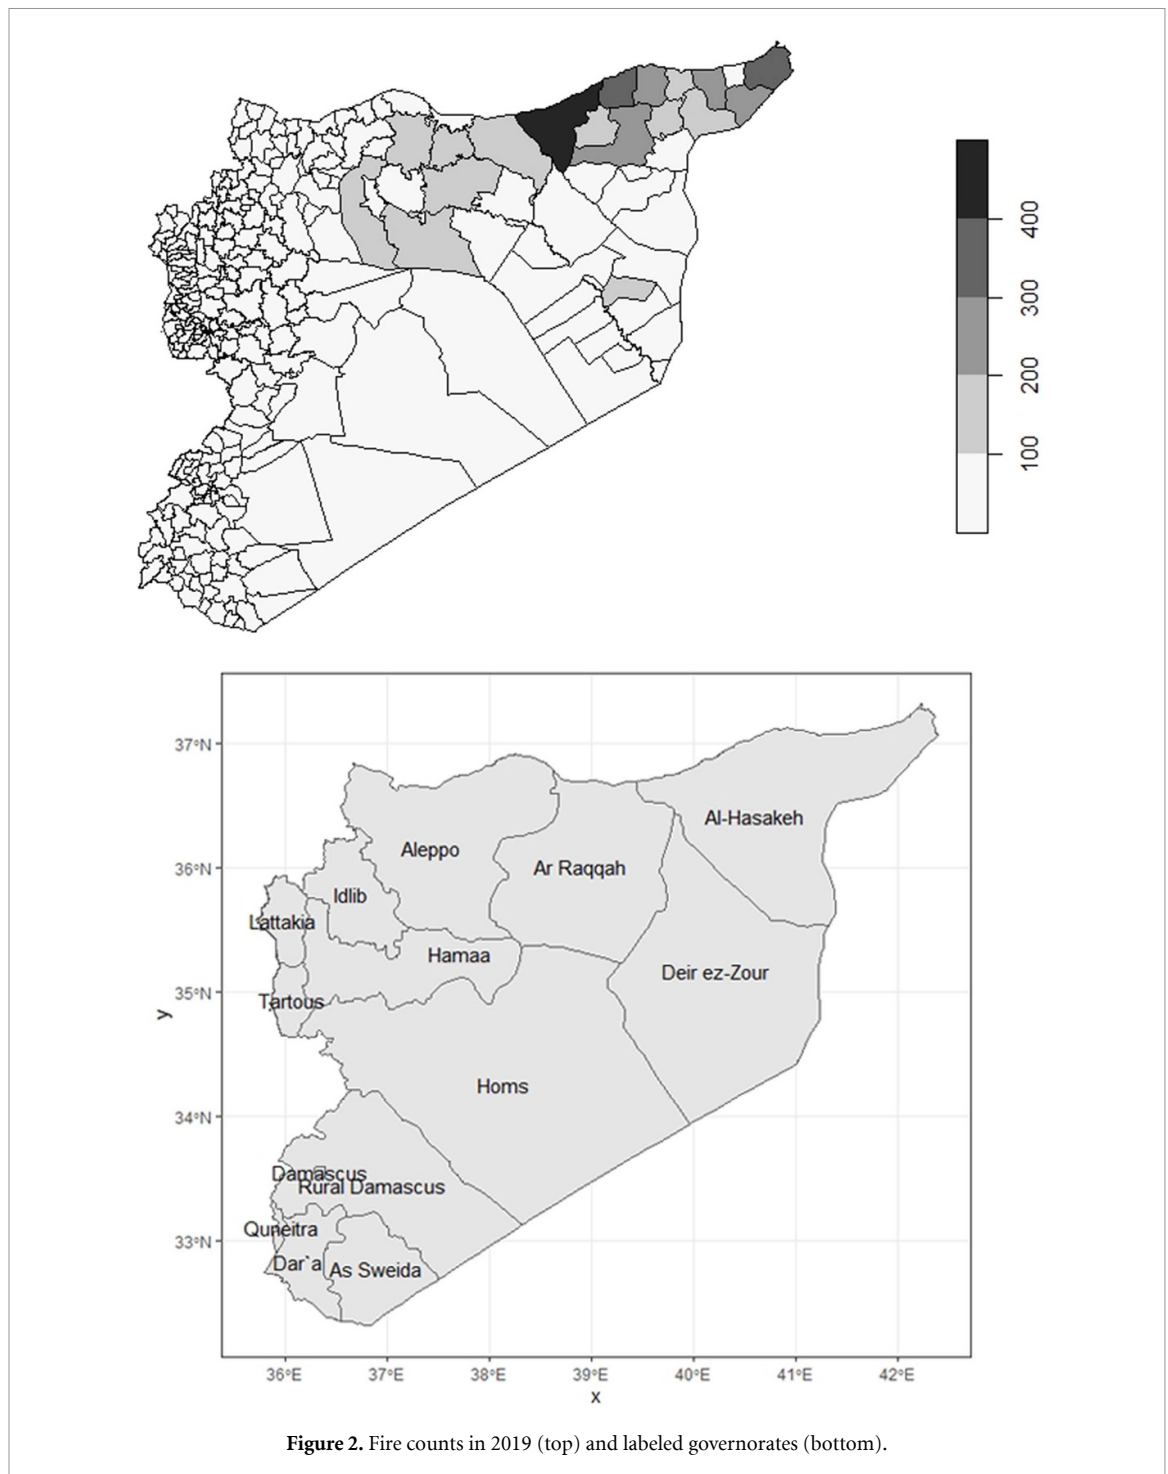 400
300
200
100
37°N
36°N
35°N
34°N
33°N
y
Al-Hasakeh
Aleppo
Ar Raqqah
Idlib
Lattakia
Hamaa
Deir ez-Zour
Tartous
Homs
Damascus
Rural Damascus
Quneitra
Dar`a
As Sweida
36°E 37°E 38°E 39°E 40°E 41°E 42°E
x
Figure 2. Fire counts in 2019 (top) and labeled governorates (bottom).